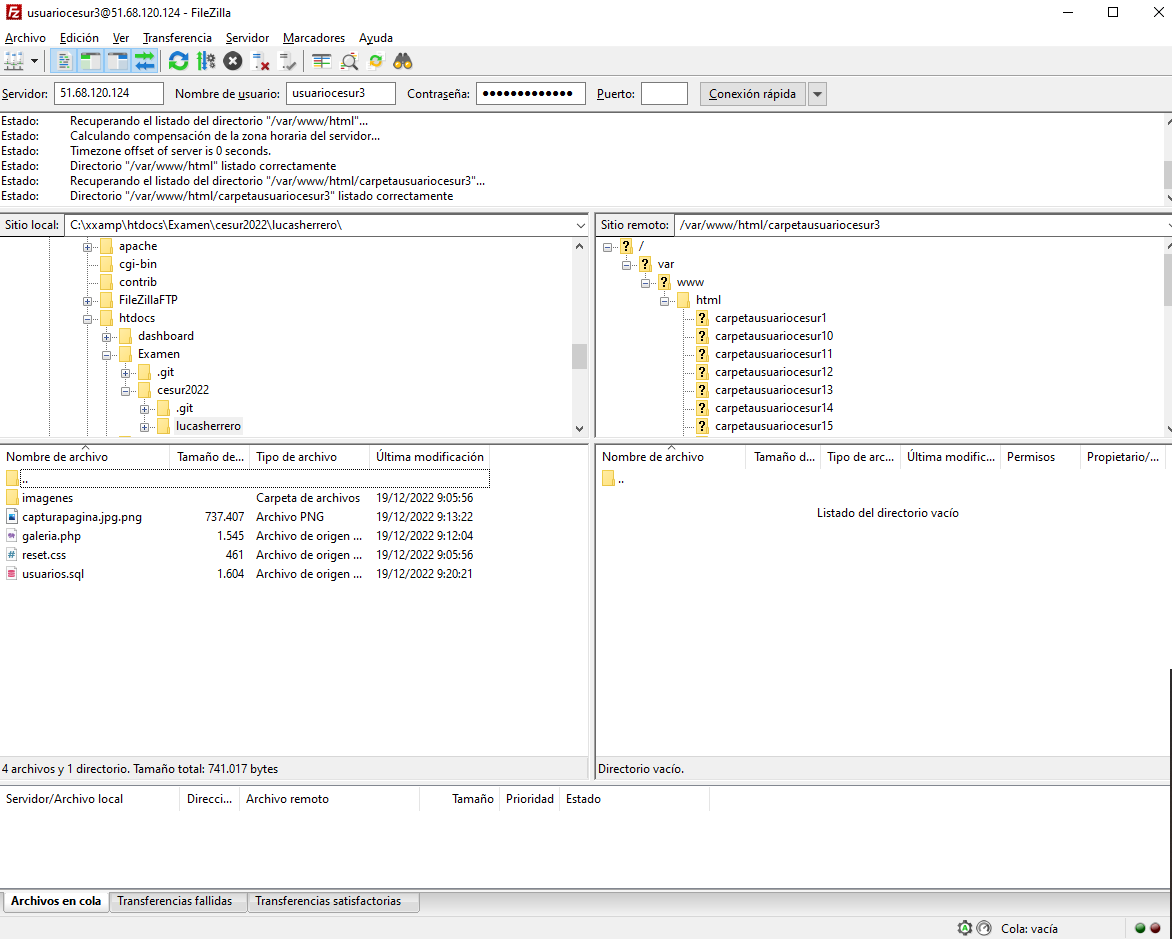 usuariocesur3@51.68.120.124 - FileZilla
Archivo Edición Ver Transferencia Servidor Marcadores Ayuda
Servidor: 51.68.120.124 Nombre de usuario: usuariocesur3 Contraseña: ●●●●●●●●●●●●● Puerto: Conexión rápida
Estado: Recuperando el listado del directorio "/var/www/html"...
Estado: Calculando compensación de la zona horaria del servidor...
Estado: Timezone offset of server is 0 seconds.
Estado: Directorio "/var/www/html" listado correctamente
Estado: Recuperando el listado del directorio "/var/www/html/carpetausuariocesur3"...
Estado: Directorio "/var/www/html/carpetausuariocesur3" listado correctamente
Sitio local: C:\xxamp\htdocs\Examen\cesur2022\lucasherrero\
apache
cgi-bin
contrib
FileZillaFTP
htdocs
dashboard
Examen
.git
cesur2022
.git
lucasherrero
Sitio remoto: /var/www/html/carpetausuariocesur3
/
var
www
html
carpetausuariocesur1
carpetausuariocesur10
carpetausuariocesur11
carpetausuariocesur12
carpetausuariocesur13
carpetausuariocesur14
carpetausuariocesur15
Nombre de archivo Tamaño de... Tipo de archivo Última modificación
..
imagenes Carpeta de archivos 19/12/2022 9:05:56
capturapagina.jpg.png 737.407 Archivo PNG 19/12/2022 9:13:22
galeria.php 1.545 Archivo de origen ... 19/12/2022 9:12:04
reset.css 461 Archivo de origen ... 19/12/2022 9:05:56
usuarios.sql 1.604 Archivo de origen ... 19/12/2022 9:20:21
4 archivos y 1 directorio. Tamaño total: 741.017 bytes
Nombre de archivo Tamaño d... Tipo de arc... Última modific... Permisos Propietario/...
..
Listado del directorio vacío
Directorio vacío.
Servidor/Archivo local Direcci... Archivo remoto Tamaño Prioridad Estado
Archivos en cola Transferencias fallidas Transferencias satisfactorias
Cola: vacía